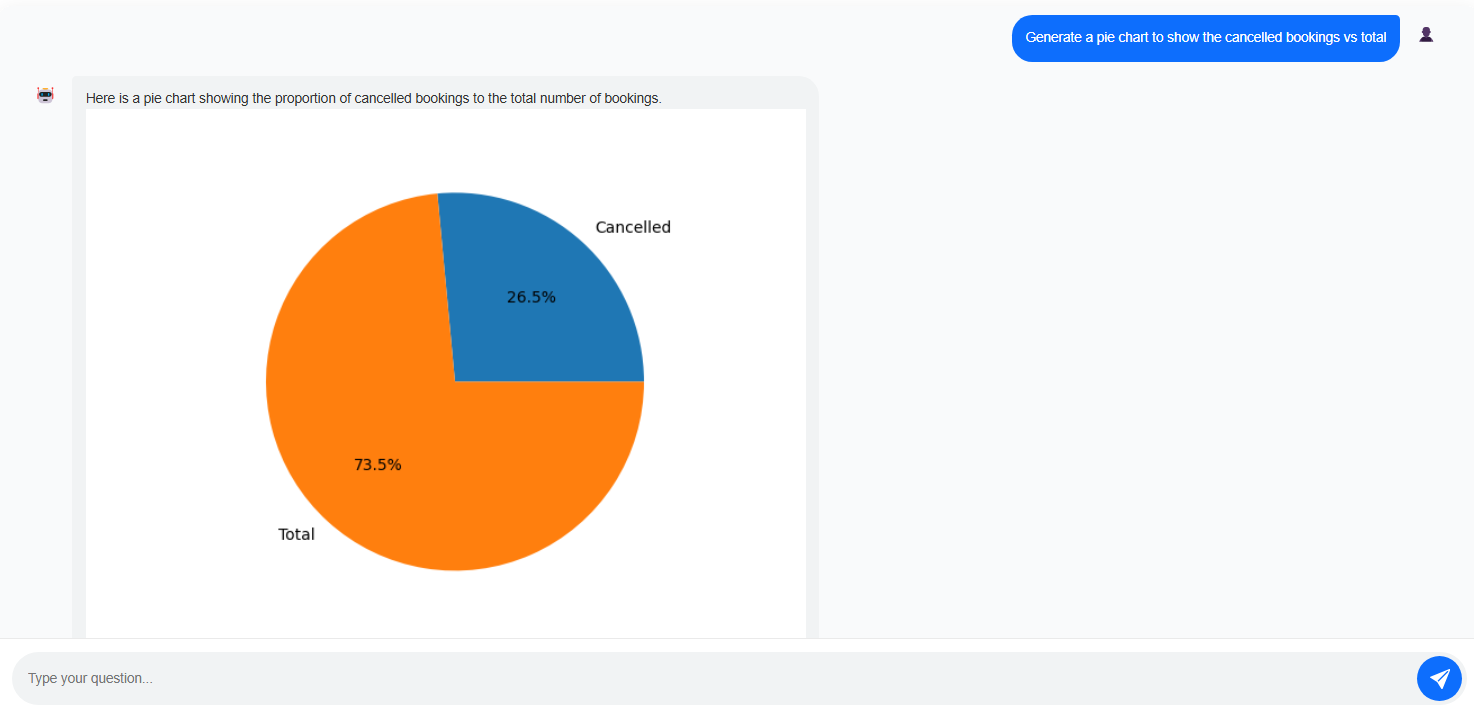 Generate a pie chart to show the cancelled bookings vs total
Here is a pie chart showing the proportion of cancelled bookings to the total number of bookings.
Cancelled
26.5%
73.5%
Total
Type your question...